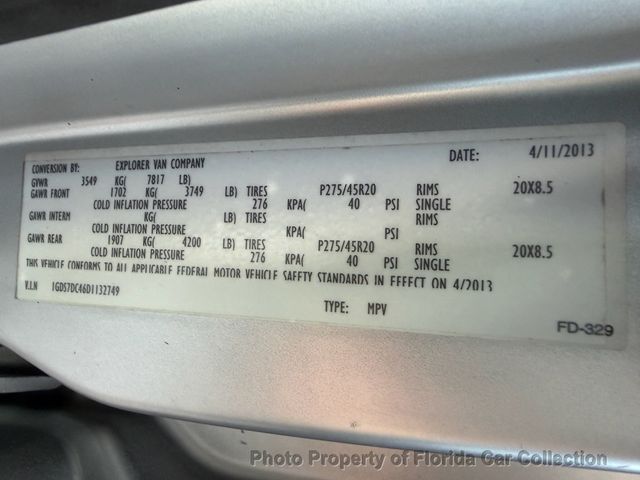 CONVERSION BY: EXPLORER VAN COMPANY DATE: 4/11/2013
GVWR 3549 KG( 7817 LB)
GAWR FRONT 1702 KG( 3749 LB) TIRES P275/45R20 RIMS 20X8.5
COLD INFLATION PRESSURE 276 KPA( 40 PSI SINGLE
GAWR INTERM KG( LB) TIRES RIMS
COLD INFLATION PRESSURE KPA( PSI
GAWR REAR 1907 KG( 4200 LB) TIRES P275/45R20 RIMS 20X8.5
COLD INFLATION PRESSURE 276 KPA( 40 PSI SINGLE
THIS VEHICLE CONFORMS TO ALL APPLICABLE FEDERAL MOTOR VEHICLE SAFETY STANDARDS IN EFFECT ON 4/2013
V.I.N 1GDS7DC46D1132749
TYPE: MPV
FD-329
Photo Property of Florida Car Collection